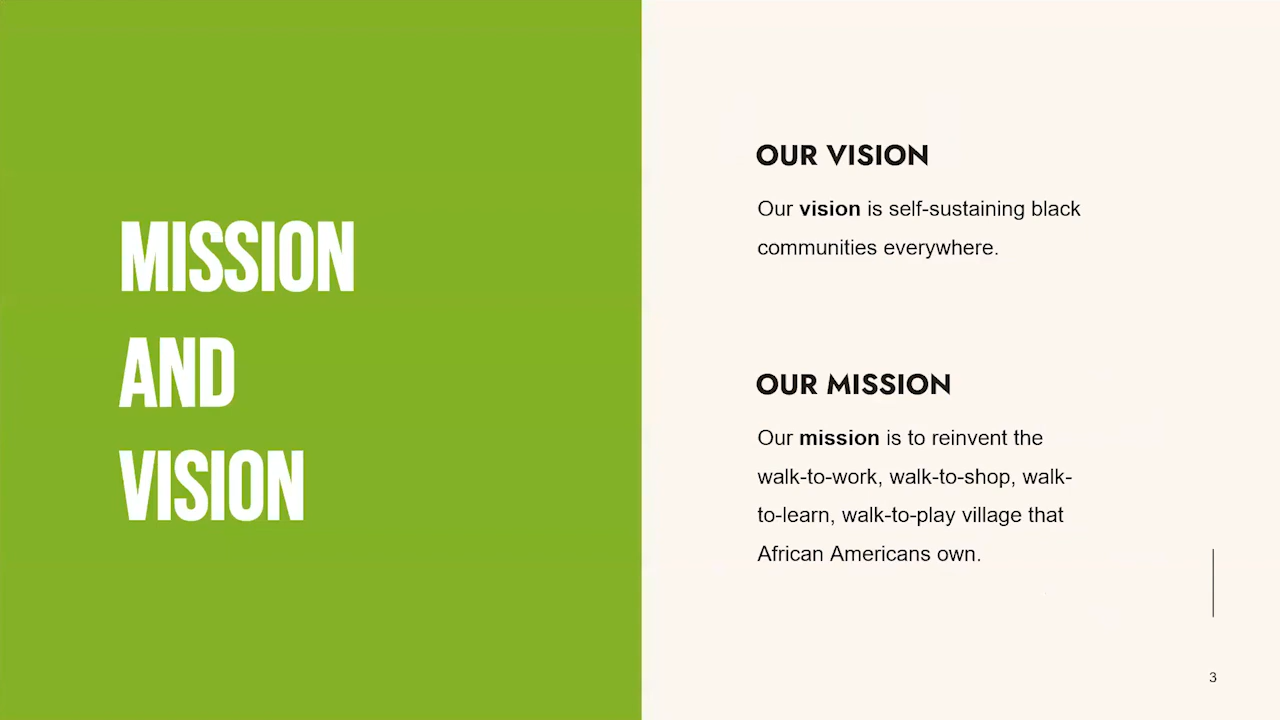 MISSION
AND
VISION
OUR VISION
Our vision is self-sustaining black
communities everywhere.
OUR MISSION
Our mission is to reinvent the
walk-to-work, walk-to-shop, walk-
to-learn, walk-to-play village that
African Americans own.
3